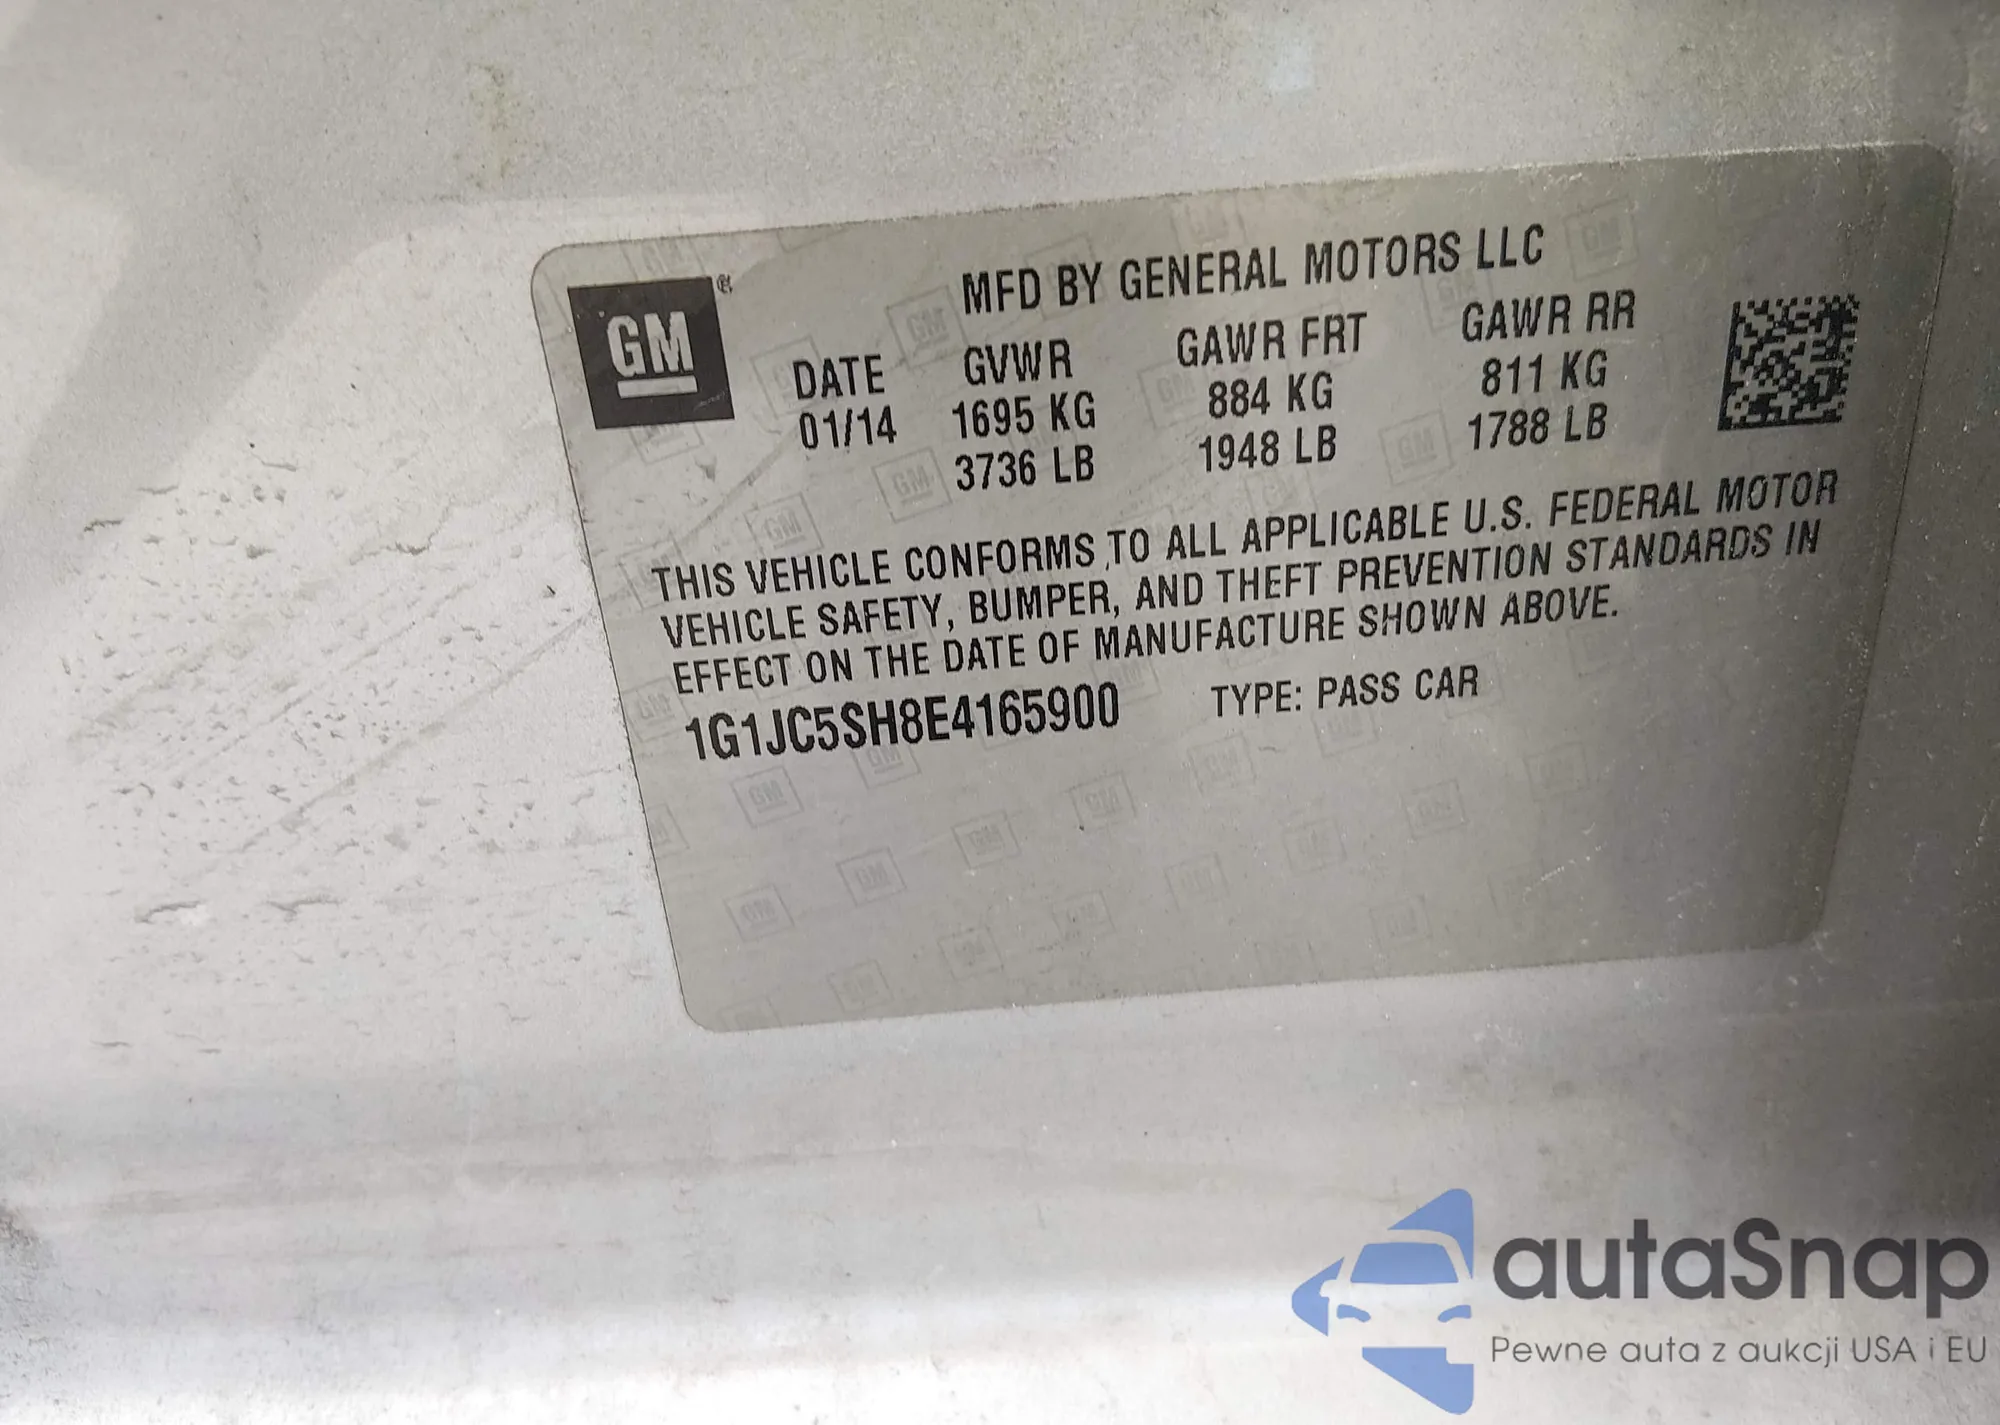 GM
MFD BY GENERAL MOTORS LLC
DATE GVWR GAWR FRT GAWR RR
01/14 1695 KG 884 KG 811 KG
3736 LB 1948 LB 1788 LB
THIS VEHICLE CONFORMS TO ALL APPLICABLE U.S. FEDERAL MOTOR
VEHICLE SAFETY, BUMPER, AND THEFT PREVENTION STANDARDS IN
EFFECT ON THE DATE OF MANUFACTURE SHOWN ABOVE.
1G1JC5SH8E4165900 TYPE: PASS CAR
autaSnap
Pewne auta z aukcji USA i EU